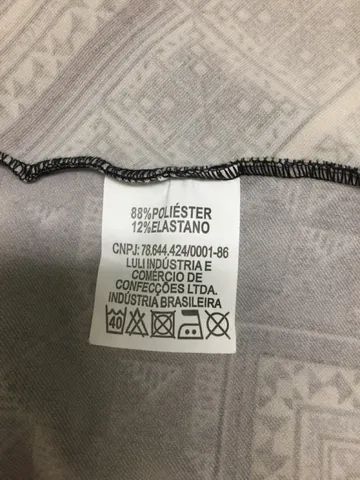 88%POLIÉSTER
12%ELASTANO
CNPJ: 78.644.424/0001-86
LULI INDÚSTRIA E
COMÉRCIO DE
CONFECÇÕES LTDA.
INDÚSTRIA BRASILEIRA
40